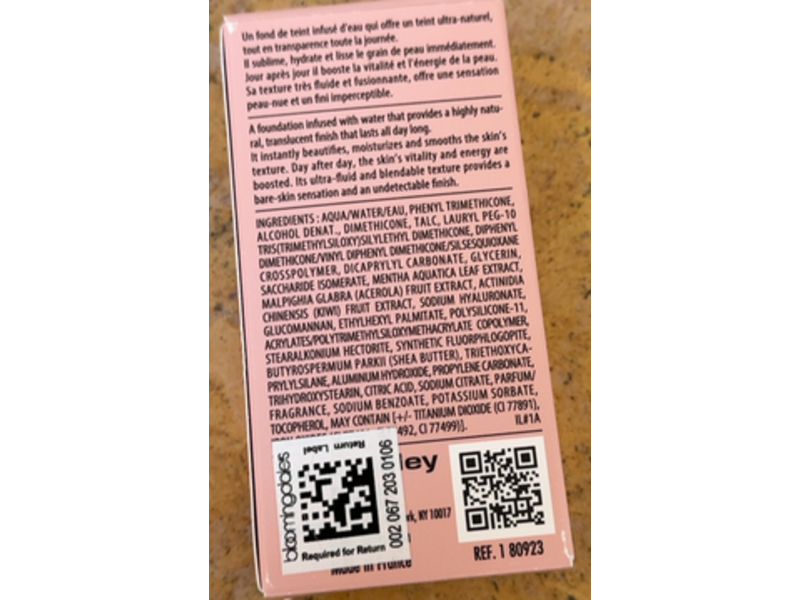 Un fond de teint infusé d'eau qui offre un teint ultra-naturel,
tout en transparence toute la journée.
Il sublime, hydrate et lisse le grain de peau immédiatement.
Jour après jour il booste la vitalité et l'énergie de la peau.
Sa texture très fluide et fusionnante, offre une sensation
peau-nue et un fini imperceptible.
A foundation infused with water that provides a highly natu-
ral, translucent finish that lasts all day long.
It instantly beautifies, moisturizes and smooths the skin's
texture. Day after day, the skin's vitality and energy are
boosted. Its ultra-fluid and blendable texture provides a
bare-skin sensation and an undetectable finish.
INGREDIENTS : AQUA/WATER/EAU, PHENYL TRIMETHICONE,
ALCOHOL DENAT., DIMETHICONE, TALC, LAURYL PEG-10
TRIS(TRIMETHYLSILOXY)SILYLETHYL DIMETHICONE, DIPHENYL
DIMETHICONE/VINYL DIPHENYL DIMETHICONE/SILSESQUIOXANE
CROSSPOLYMER, DICAPRYLYL CARBONATE, GLYCERIN,
SACCHARIDE ISOMERATE, MENTHA AQUATICA LEAF EXTRACT,
MALPIGHIA GLABRA (ACEROLA) FRUIT EXTRACT, ACTINIDIA
CHINENSIS (KIWI) FRUIT EXTRACT, SODIUM HYALURONATE,
GLUCOMANNAN, ETHYLHEXYL PALMITATE, POLYSILICONE-11,
ACRYLATES/POLYTRIMETHYLSILOXYMETHACRYLATE COPOLYMER,
STEARALKONIUM HECTORITE, SYNTHETIC FLUORPHLOGOPITE,
BUTYROSPERMUM PARKII (SHEA BUTTER), TRIETHOXYCA-
PRYLYLSILANE, ALUMINUM HYDROXIDE, PROPYLENE CARBONATE,
TRIHYDROXYSTEARIN, CITRIC ACID, SODIUM CITRATE, PARFUM/
FRAGRANCE, SODIUM BENZOATE, POTASSIUM SORBATE,
TOCOPHEROL, MAY CONTAIN [+/- TITANIUM DIOXIDE (CI 77891),
492, CI 77499)].
IL#1A
bloomingdale's
Return Label
002 067 203 0106
Required for Return
ley
rk, NY 10017
Made in France
REF. 1 80923